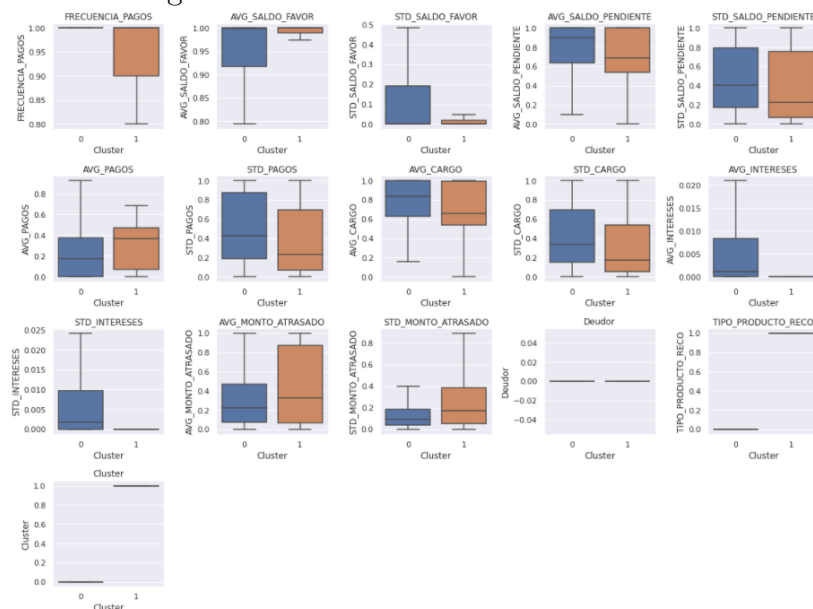 FRECUENCIA_PAGOS
FRECUENCIA_PAGOS
1.00
0.95
0.90
0.85
0.80
0
1
Cluster
AVG_SALDO_FAVOR
AVG_SALDO_FAVOR
1.00
0.95
0.90
0.85
0.80
0
1
Cluster
STD_SALDO_FAVOR
STD_SALDO_FAVOR
0.5
0.4
0.3
0.2
0.1
0.0
0
1
Cluster
AVG_SALDO_PENDIENTE
AVG_SALDO_PENDIENTE
1.0
0.8
0.6
0.4
0.2
0.0
0
1
Cluster
STD_SALDO_PENDIENTE
STD_SALDO_PENDIENTE
1.0
0.8
0.6
0.4
0.2
0.0
0
1
Cluster
AVG_PAGOS
AVG_PAGOS
0.8
0.6
0.4
0.2
0.0
0
1
Cluster
STD_PAGOS
STD_PAGOS
1.0
0.8
0.6
0.4
0.2
0.0
0
1
Cluster
AVG_CARGO
AVG_CARGO
1.0
0.8
0.6
0.4
0.2
0.0
0
1
Cluster
STD_CARGO
STD_CARGO
1.0
0.8
0.6
0.4
0.2
0.0
0
1
Cluster
AVG_INTERESES
AVG_INTERESES
0.020
0.015
0.010
0.005
0.000
0
1
Cluster
STD_INTERESES
STD_INTERESES
0.025
0.020
0.015
0.010
0.005
0.000
0
1
Cluster
AVG_MONTO_ATRASADO
AVG_MONTO_ATRASADO
1.0
0.8
0.6
0.4
0.2
0.0
0
1
Cluster
STD_MONTO_ATRASADO
STD_MONTO_ATRASADO
0.8
0.6
0.4
0.2
0.0
0
1
Cluster
Deudor
Deudor
0.04
0.02
0.00
−0.02
−0.04
0
1
Cluster
TIPO_PRODUCTO_RECO
TIPO_PRODUCTO_RECO
1.0
0.8
0.6
0.4
0.2
0.0
0
1
Cluster
Cluster
Cluster
1.0
0.8
0.6
0.4
0.2
0.0
0
1
Cluster